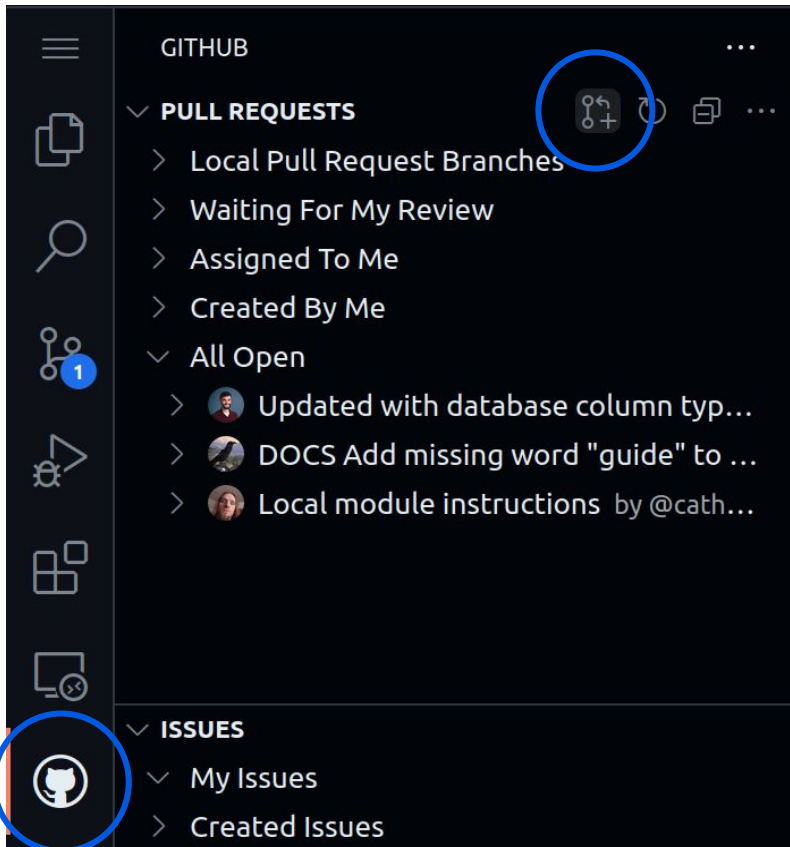 GITHUB
PULL REQUESTS
Local Pull Request Branches
Waiting For My Review
Assigned To Me
Created By Me
All Open
1
Updated with database column typ...
DOCS Add missing word "guide" to ...
Local module instructions by @cath...
ISSUES
My Issues
Created Issues